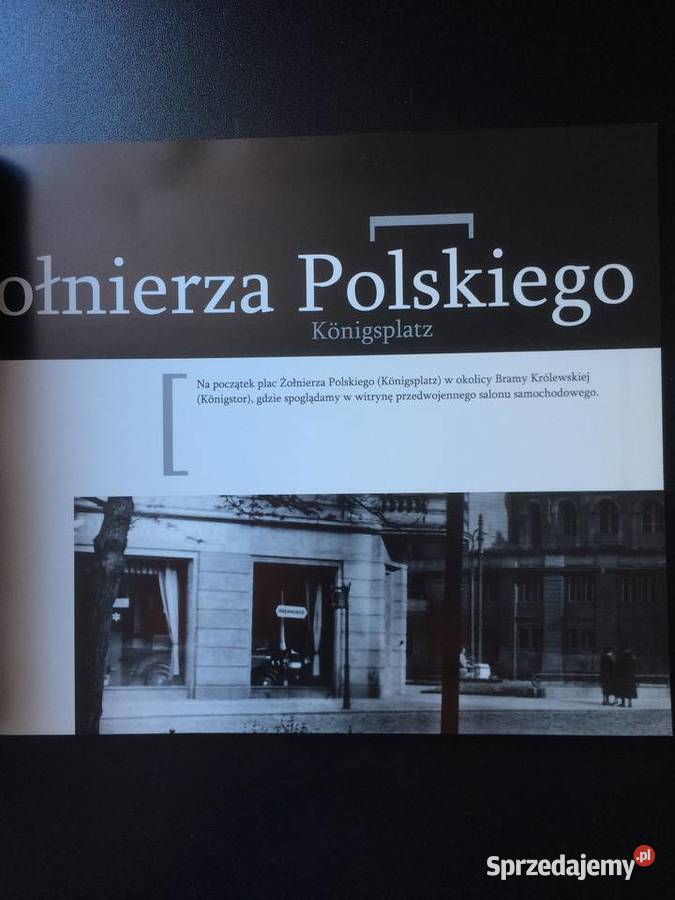 ołnierza Polskiego
Königsplatz
Na początek plac Żołnierza Polskiego (Königsplatz) w okolicy Bramy Królewskiej
(Königstor), gdzie spoglądamy w witrynę przedwojennego salonu samochodowego.
Sprzedajemy.pl